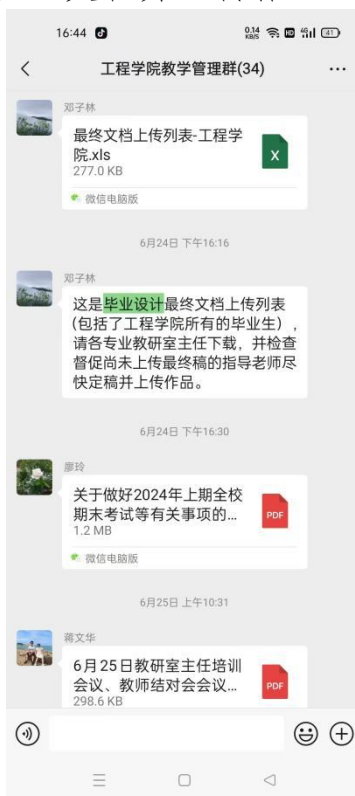 16:44
0.14 KB/S HD 4G 41
工程学院教学管理群(34)
邓子林
最终文档上传列表-工程学
院.xls
277.0 KB
X
微信电脑版
6月24日 下午16:16
邓子林
这是毕业设计最终文档上传列表
(包括了工程学院所有的毕业生)，
请各专业教研室主任下载，并检查
督促尚未上传最终稿的指导老师尽
快定稿并上传作品。
6月24日 下午16:30
廖玲
关于做好2024年上期全校
期末考试等有关事项的...
1.2 MB
PDF
微信电脑版
6月25日 上午10:31
蒋文华
6月25日教研室主任培训
会议、教师结对会会议...
298.6 KB
PDF